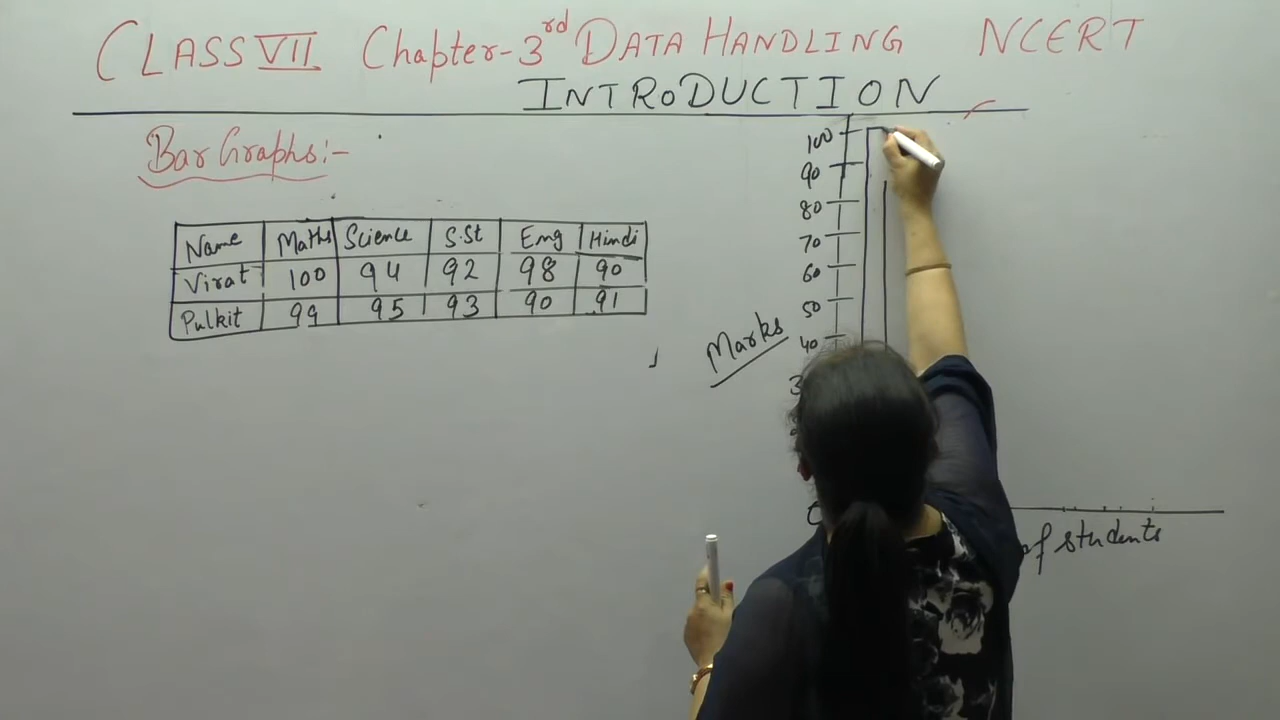 CLASS VII Chapter-3rd DATA HANDLING NCERT
INTRODUCTION
Bar Graphs:-
Name Maths Science S.St Eng Hindi
Virat 100 94 92 98 90
Pulkit 99 95 93 90 91
Marks
100
90
80
70
60
50
40
3
of students